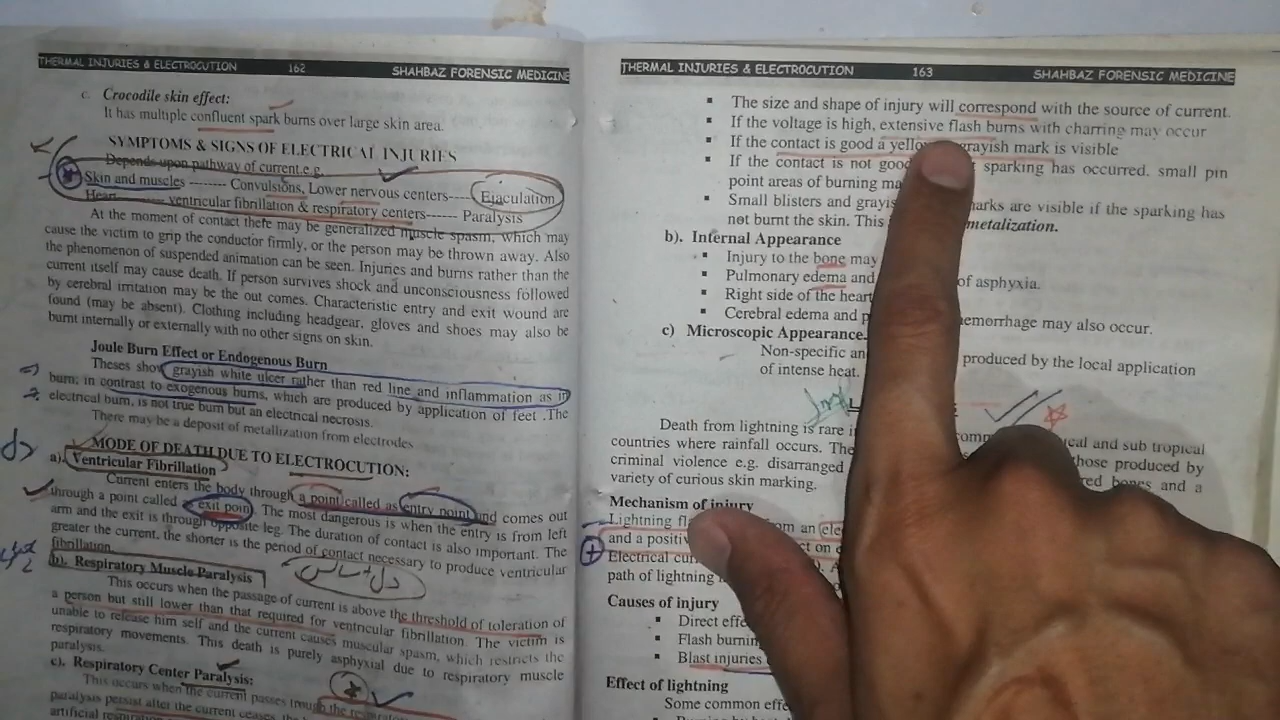 THERMAL INJURIES & ELECTROCUTION 162 SHAHBAZ FORENSIC MEDICINE
c. Crocodile skin effect:
It has multiple confluent spark burns over large skin area.
SYMPTOMS & SIGNS OF ELECTRICAL INJURIES
Depends upon pathway of current.e.g.
Skin and muscles ------- Convulsions, Lower nervous centers----- Ejaculation
Heart ventricular fibrillation & respiratory centers------ Paralysis
At the moment of contact there may be generalized muscle spasm, which may
cause the victim to grip the conductor firmly, or the person may be thrown away. Also
the phenomenon of suspended animation can be seen. Injuries and burns rather than the
current itself may cause death. If person survives shock and unconsciousness followed
by cerebral irritation may be the out comes. Characteristic entry and exit wound are
found (may be absent). Clothing including headgear, gloves and shoes may also be
burnt internally or externally with no other signs on skin.
Joule Burn Effect or Endogenous Burn
Theses show grayish white ulcer rather than red line and inflammation as in
burn; in contrast to exogenous burns, which are produced by application of feet .The
electrical burn, is not true burn but an electrical necrosis.
There may be a deposit of metallization from electrodes
MODE OF DEATH DUE TO ELECTROCUTION:
a). Ventricular Fibrillation
Current enters the body through a point called as entry point and comes out
through a point called exit poin). The most dangerous is when the entry is from left
arm and the exit is through opposite leg. The duration of contact is also important. The
greater the current, the shorter is the period of contact necessary to produce ventricular
fibrillation.
b). Respiratory Muscle Paralysis
This occurs when the passage of current is above the threshold of toleration of
a person but still lower than that required for ventricular fibrillation. The victim is
unable to release him self and the current causes muscular spasm, which restricts the
respiratory movements. This death is purely asphyxial due to respiratory muscle
paralysis.
c). Respiratory Center Paralysis:
This occurs when the current passes trough the
paralysis persist after the current ceases,
artificial
THERMAL INJURIES & ELECTROCUTION 163 SHAHBAZ FORENSIC MEDICINE
▪ The size and shape of injury will correspond with the source of current.
▪ If the voltage is high, extensive flash burns with charring may occur
▪ If the contact is good a grayish mark is visible
▪ If the contact is not good sparking has occurred. small pin
point areas of burning
▪ Small blisters and marks are visible if the sparking has
not burnt the skin. This metalization.
b). Internal Appearance
▪ Injury to the bone may
▪ Pulmonary edema and of asphyxia.
▪ Right side of the heart
▪ Cerebral edema and may also occur.
c) Microscopic Appearance.
Non-specific produced by the local application
of intense heat.
Death from lightning is rare and sub tropical
countries where rainfall occurs. those produced by
criminal violence e.g. disarranged bones and a
variety of curious skin marking.
Mechanism of injury
Lightning from an
and a
Electrical
path of lightning
Causes of injury
▪ Direct
▪ Flash
▪ Blast injuries
Effect of lightning
Some common